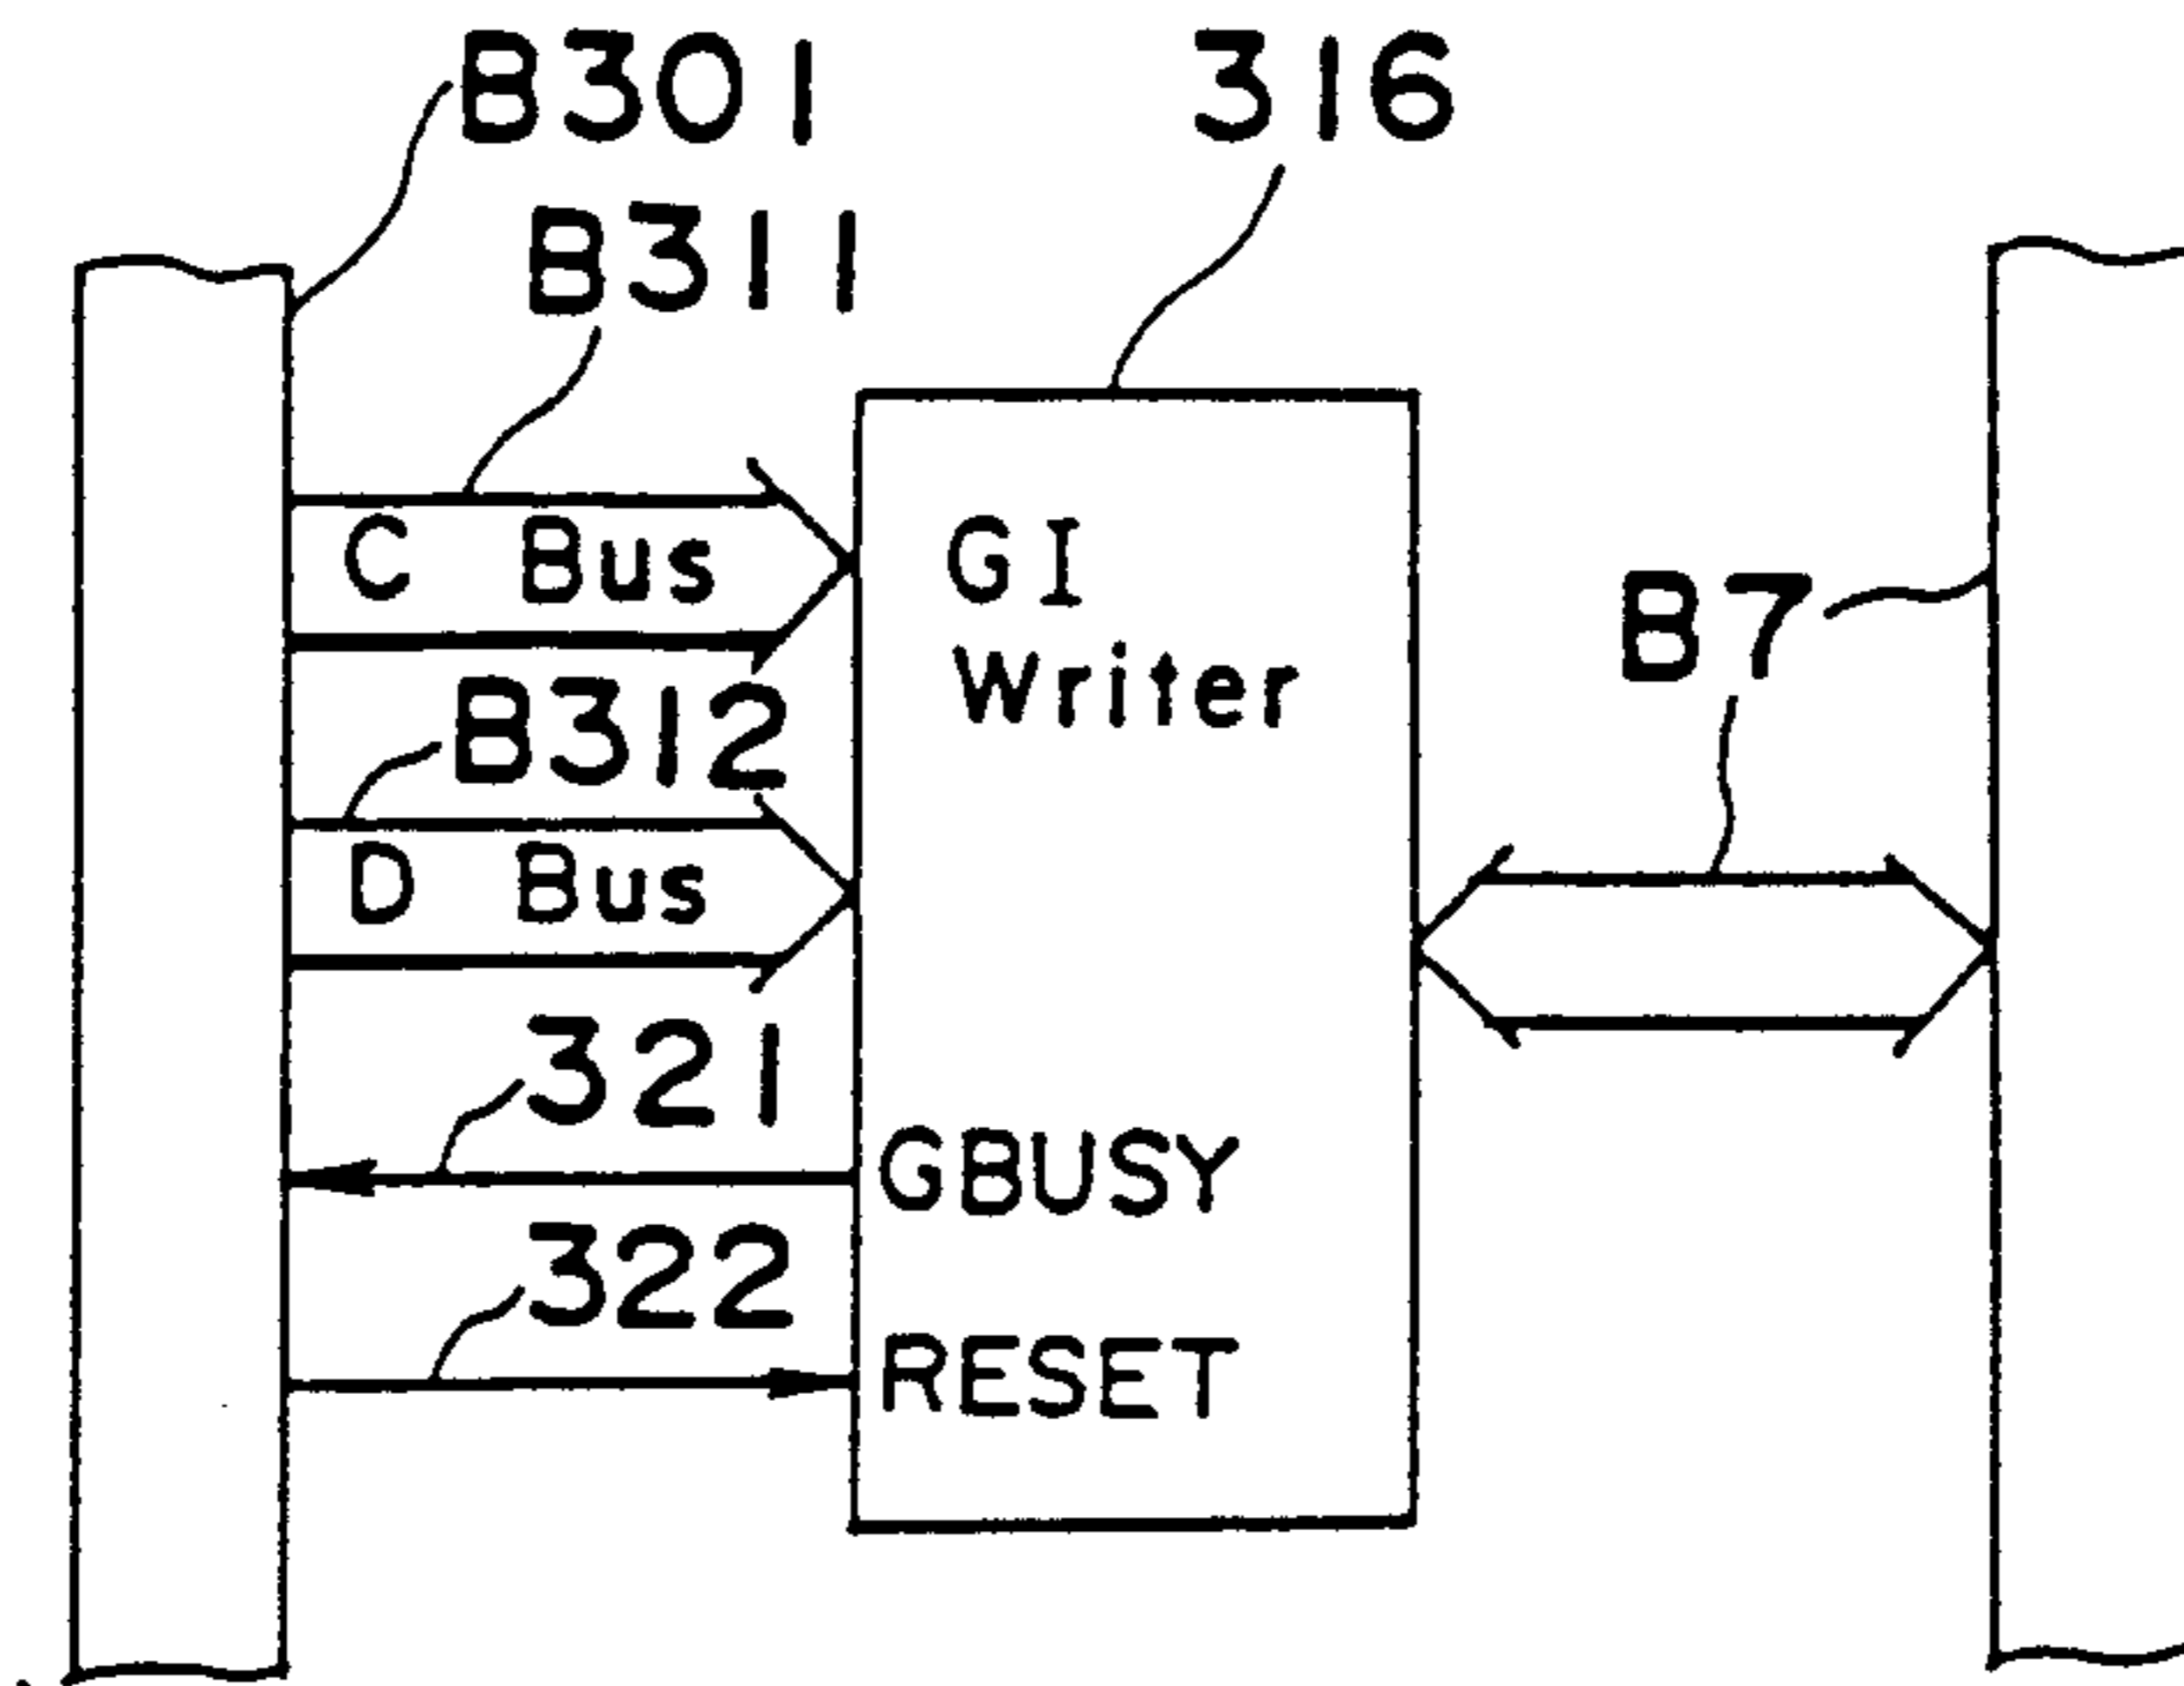 B301
316
B311
C Bus
GI
Writer
B7
B312
D Bus
321
GBUSY
322
RESET